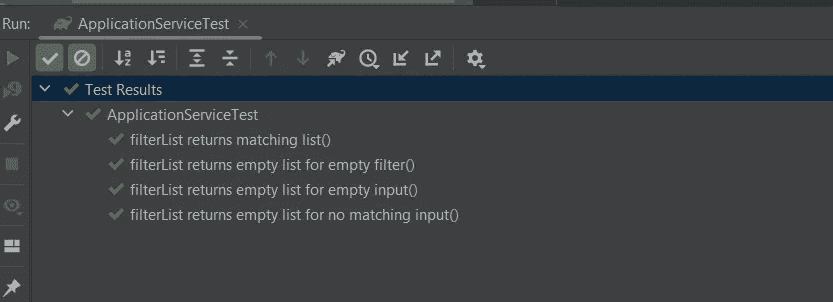 Run: ApplicationServiceTest
Test Results
ApplicationServiceTest
filterList returns matching list()
filterList returns empty list for empty filter()
filterList returns empty list for empty input()
filterList returns empty list for no matching input()